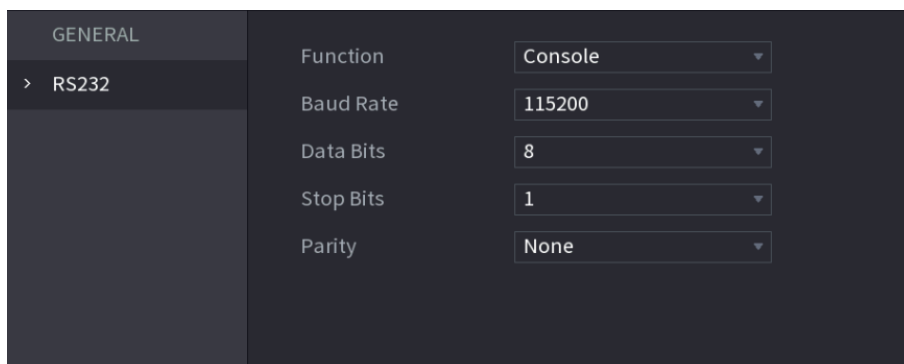 GENERAL
> RS232
Function Console
Baud Rate 115200
Data Bits 8
Stop Bits 1
Parity None